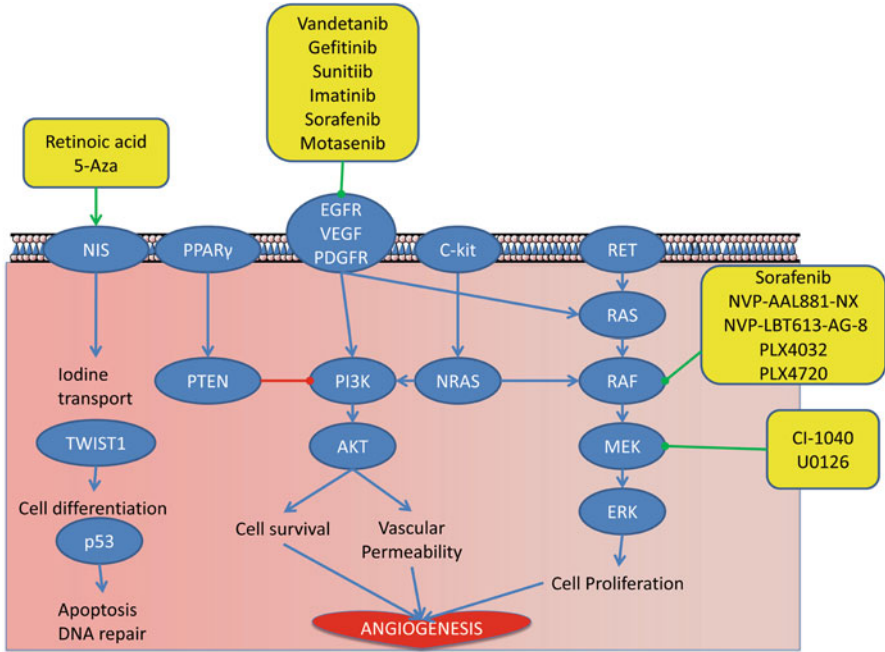 Vandetanib
Gefitinib
Sunitiib
Imatinib
Sorafenib
Motasenib
Retinoic acid
5-Aza
EGFR
VEGF
PDGFR
NIS
PPARγ
C-kit
RET
RAS
Sorafenib
NVP-AAL881-NX
NVP-LBT613-AG-8
PLX4032
PLX4720
Iodine
transport
PTEN
PI3K
NRAS
RAF
TWIST1
AKT
MEK
CI-1040
U0126
Cell differentiation
ERK
p53
Cell survival
Vascular
Permeability
Cell Proliferation
Apoptosis
DNA repair
ANGIOGENESIS